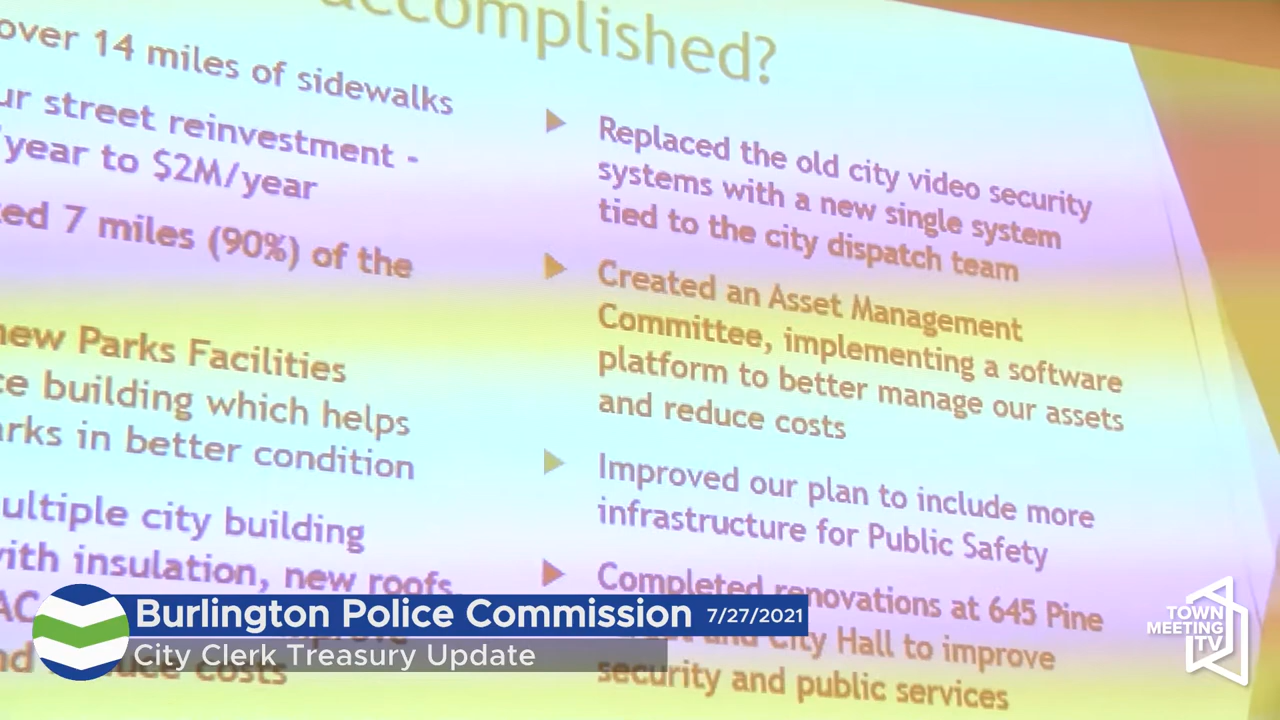 accomplished?
over 14 miles of sidewalks
ur street reinvestment -
/year to $2M/year
ed 7 miles (90%) of the
new Parks Facilities
ce building which helps
arks in better condition
ultiple city building
with insulation, new roofs
AC
nd costs
Replaced the old city video security
systems with a new single system
tied to the city dispatch team
Created an Asset Management
Committee, implementing a software
platform to better manage our assets
and reduce costs
Improved our plan to include more
infrastructure for Public Safety
Completed renovations at 645 Pine
and City Hall to improve
security and public services
Burlington Police Commission 7/27/2021
City Clerk Treasury Update
TOWN
MEETING
TV